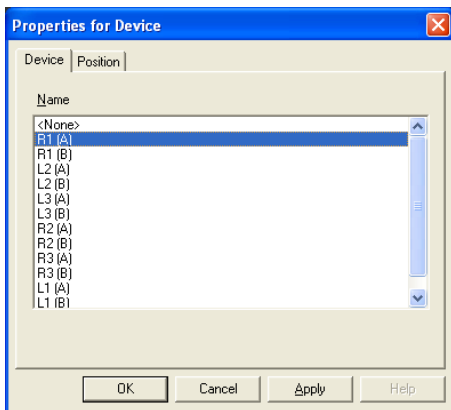 Properties for Device
Device Position
Name
<None>
R1 (A)
R1 (B)
L2 (A)
L2 (B)
L3 (A)
L3 (B)
R2 (A)
R2 (B)
R3 (A)
R3 (B)
L1 (A)
L1 (B)
OK Cancel Apply Help